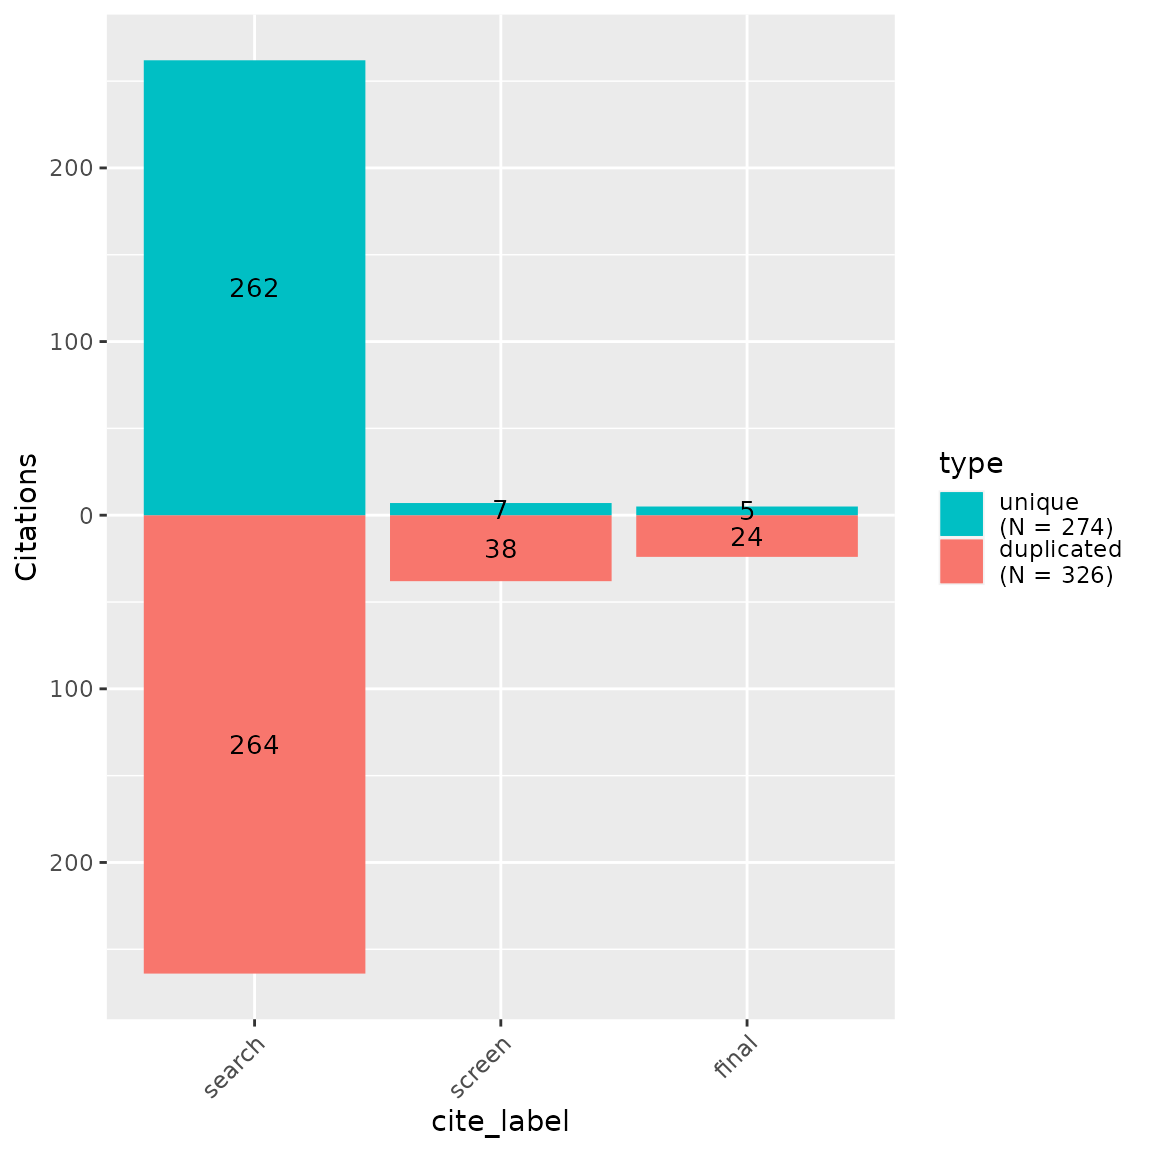 Citations
200
100
0
100
200
262
264
7
38
5
24
search
screen
final
cite_label
type
unique
(N = 274)
duplicated
(N = 326)